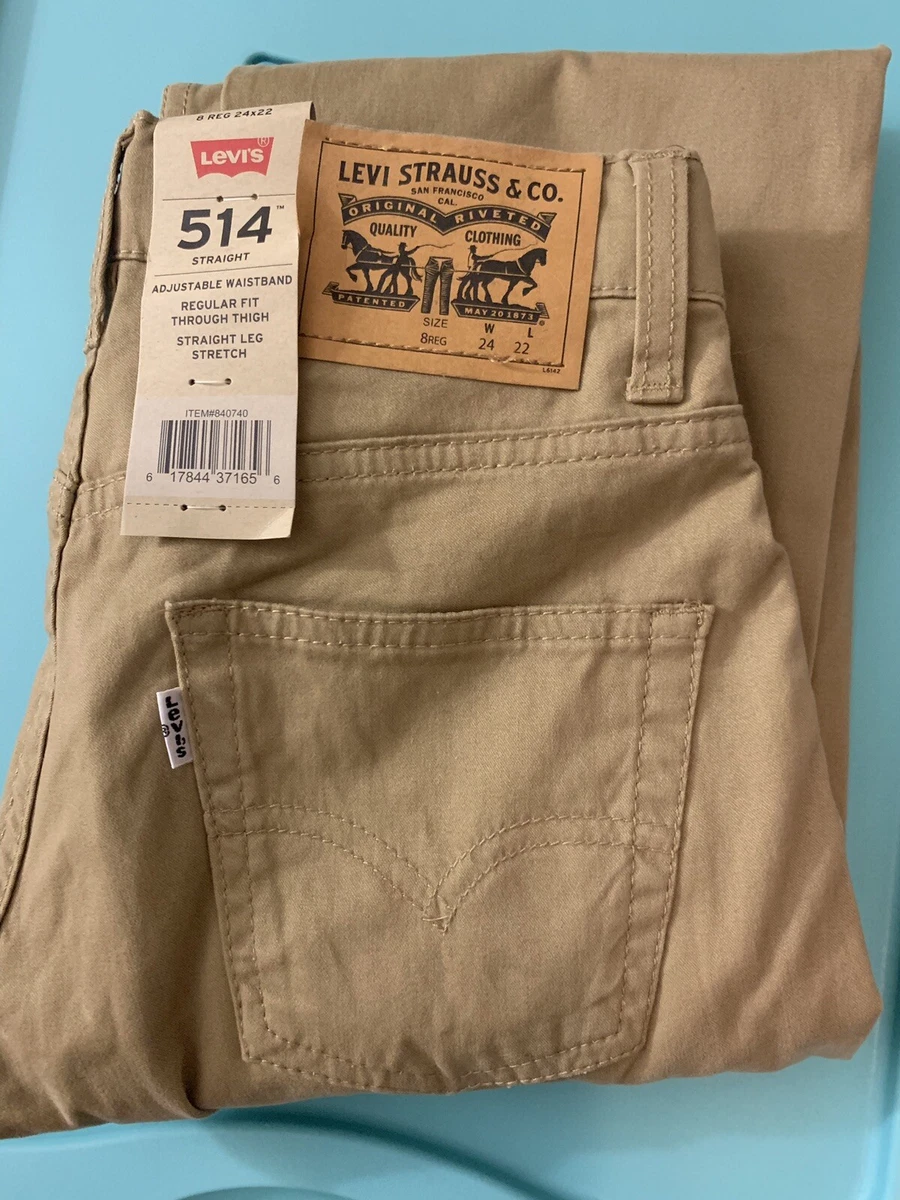 8 REG 24x22
LEVI'S®
514™
STRAIGHT
ADJUSTABLE WAISTBAND
REGULAR FIT
THROUGH THIGH
STRAIGHT LEG
STRETCH
ITEM#840740
6 17844 37165 6
LEVI STRAUSS & CO.
SAN FRANCISCO
CAL.
ORIGINAL RIVETED
QUALITY CLOTHING
PATENTED MAY 20 1873 ®
SIZE W L
8REG 24 22
L6142
LEVI'S ®